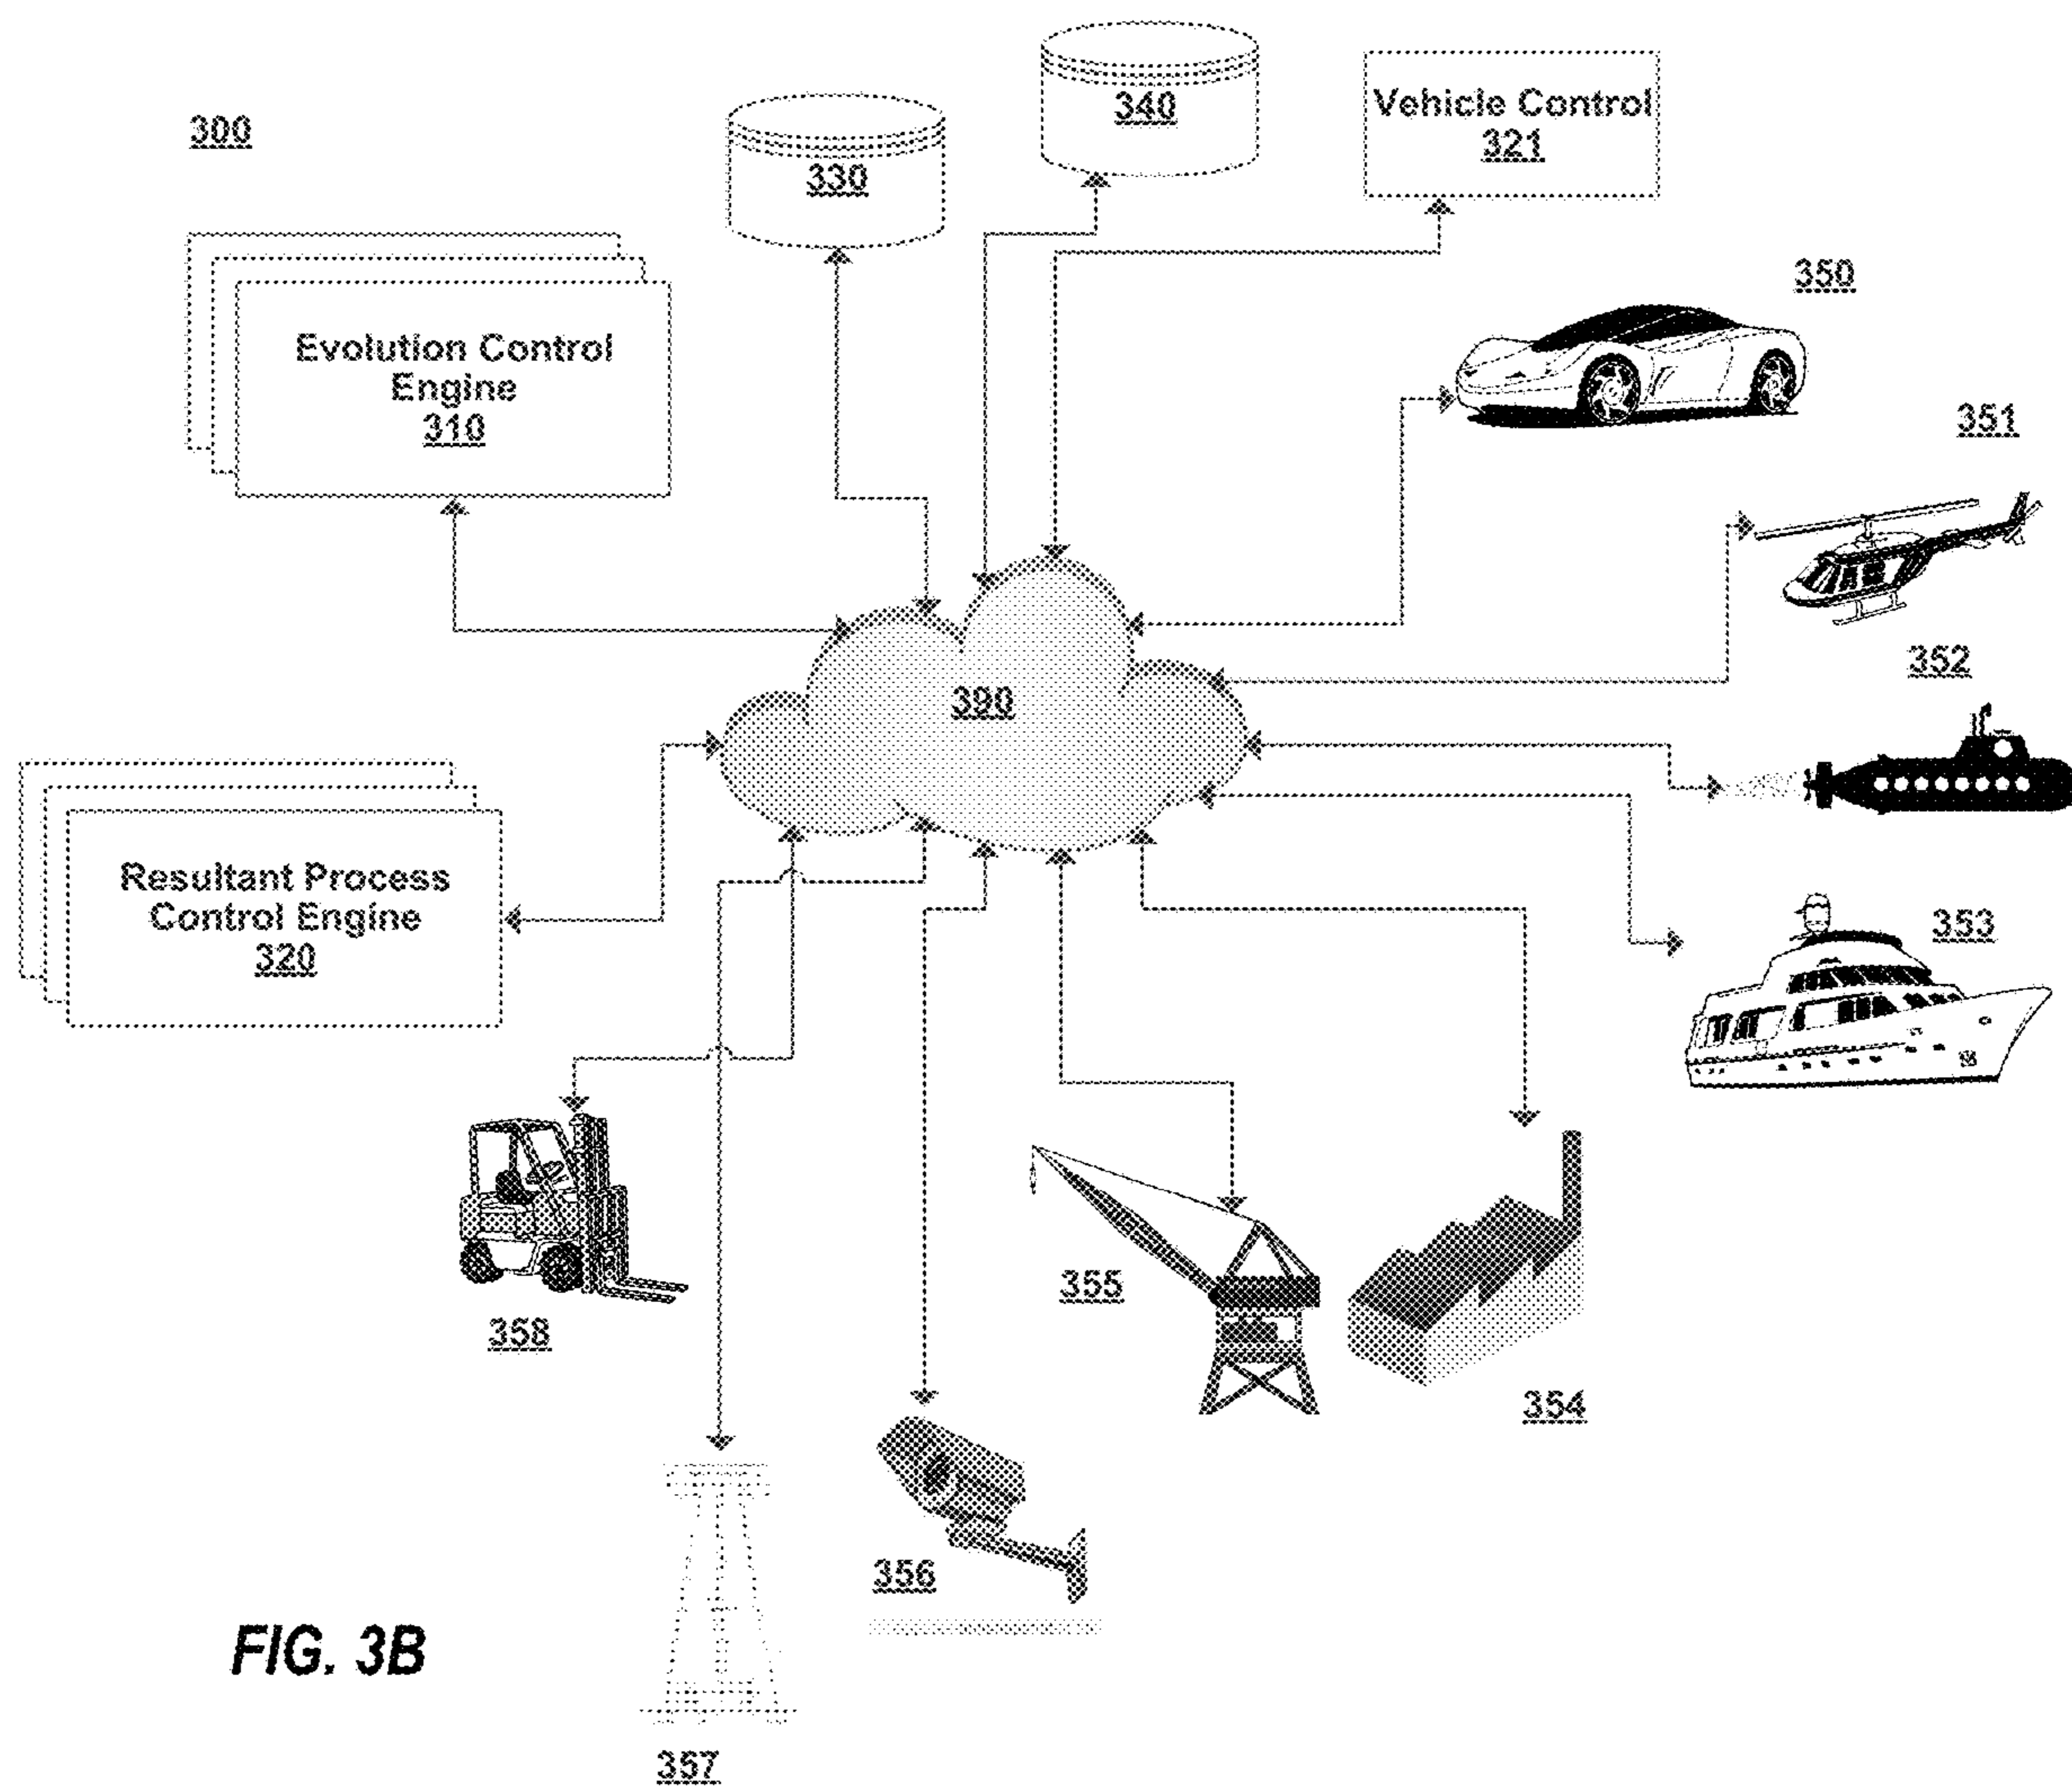 300
330
340
Vehicle Control
321
Evolution Control
Engine
310
350
351
352
390
353
Resultant Process
Control Engine
320
358
355
354
356
357
FIG. 3B